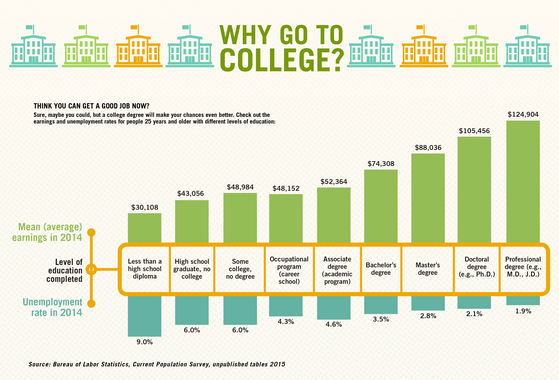 WHY GO TO
COLLEGE?
THINK YOU CAN GET A GOOD JOB NOW?
Sure, maybe you could, but a college degree will make your chances even better. Check out the
earnings and unemployment rates for people 25 years and older with different levels of education:
Mean (average)
earnings in 2014
$30,108
$43,056
$48,984
$48,152
$52,364
$74,308
$88,036
$105,456
$124,904
Level of
education
completed
Less than a
high school
diploma
High school
graduate, no
college
Some
college,
no degree
Occupational
program
(career
school)
Associate
degree
(academic
program)
Bachelor's
degree
Master's
degree
Doctoral
degree
(e.g., Ph.D.)
Professional
degree (e.g.,
M.D., J.D.)
Unemployment
rate in 2014
9.0%
6.0%
6.0%
4.3%
4.6%
3.5%
2.8%
2.1%
1.9%
Source: Bureau of Labor Statistics, Current Population Survey, unpublished tables 2015